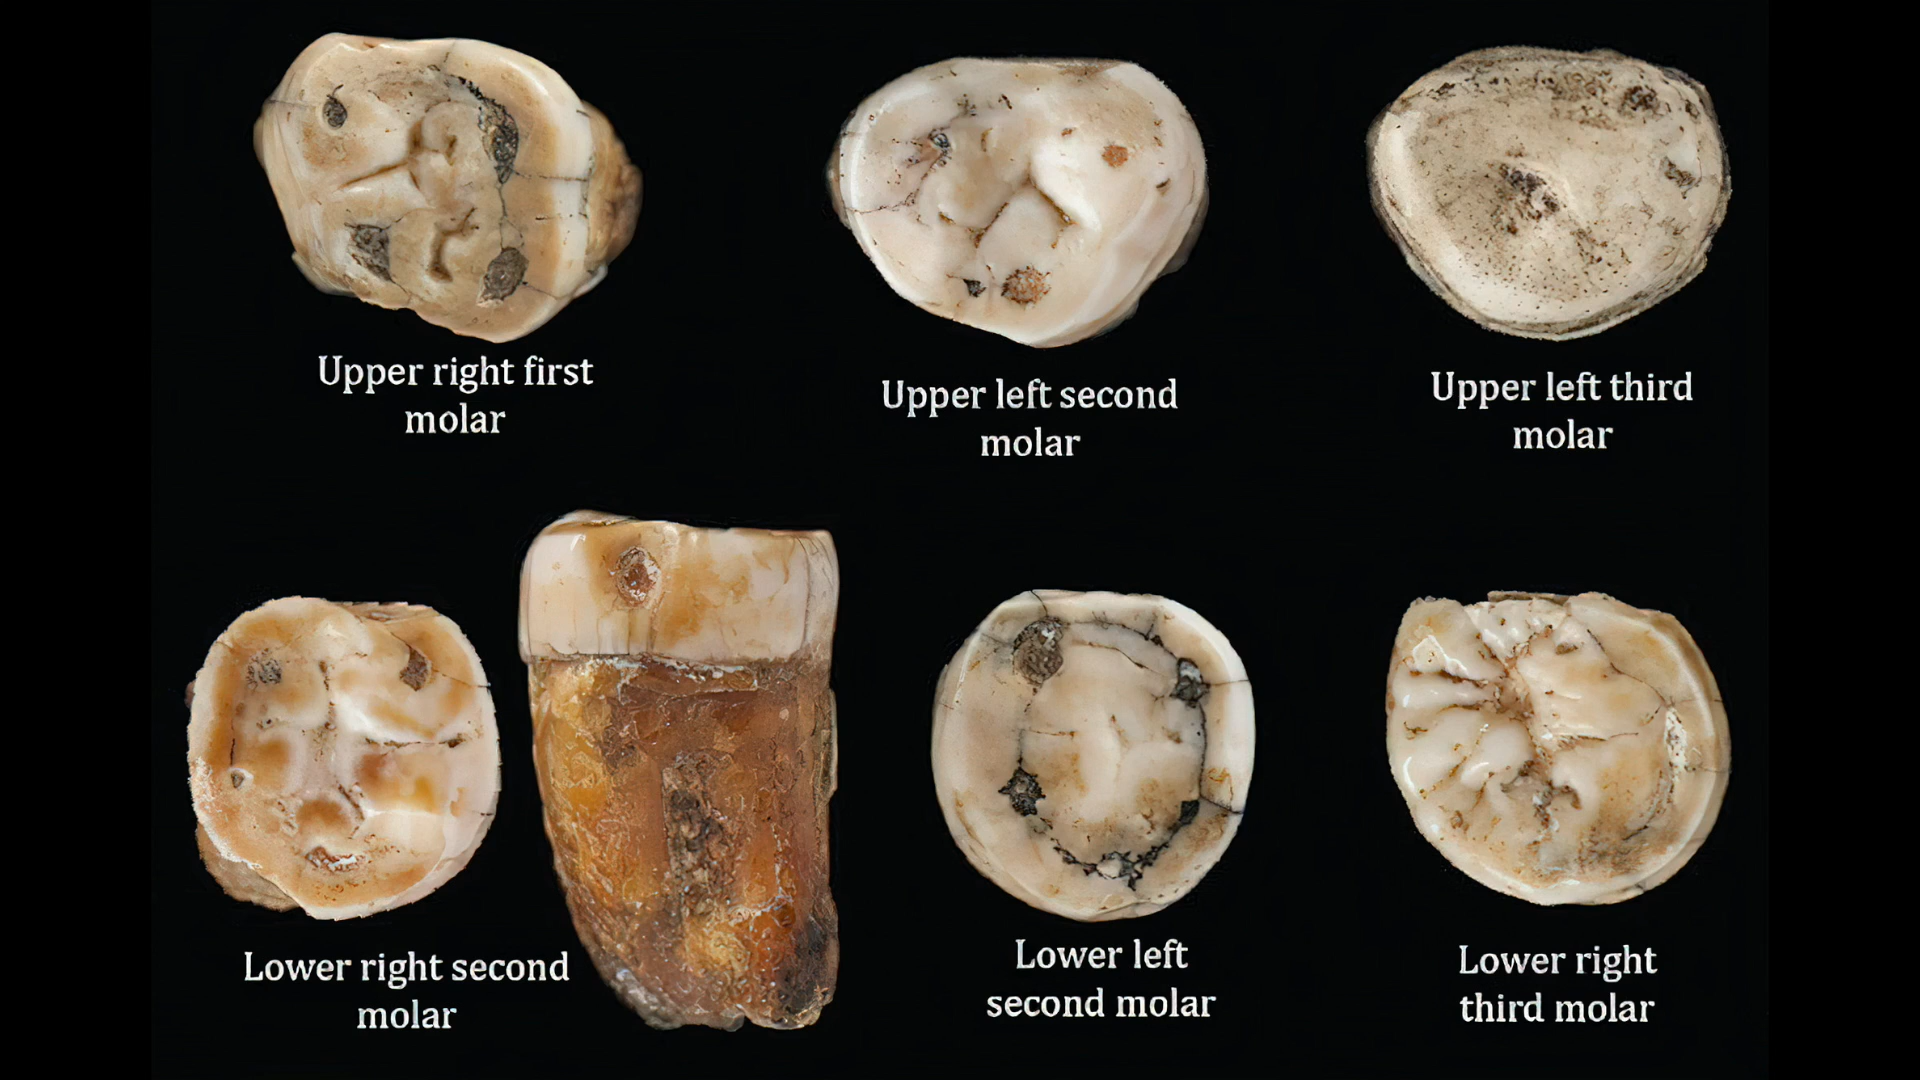 Upper right first
molar
Upper left second
molar
Upper left third
molar
Lower right second
molar
Lower left
second molar
Lower right
third molar